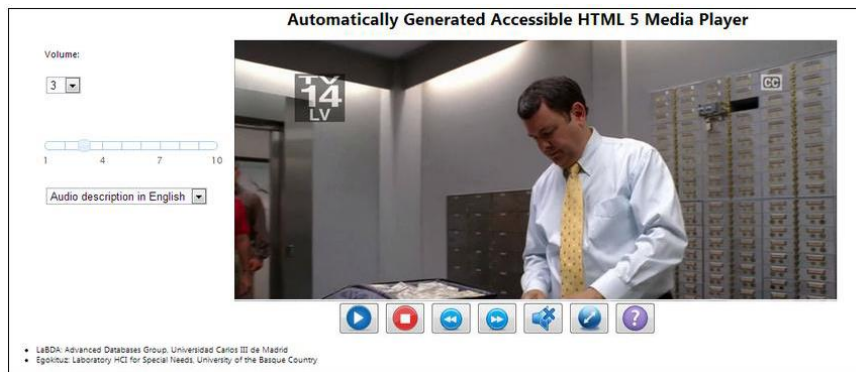 Automatically Generated Accessible HTML 5 Media Player
Volume:
3
1 4 7 10
Audio description in English
TV
14
LV
CC
?
LaBDA: Advanced Databases Group, Universidad Carlos III de Madrid
Egokituz: Laboratory HCI for Special Needs, University of the Basque Country